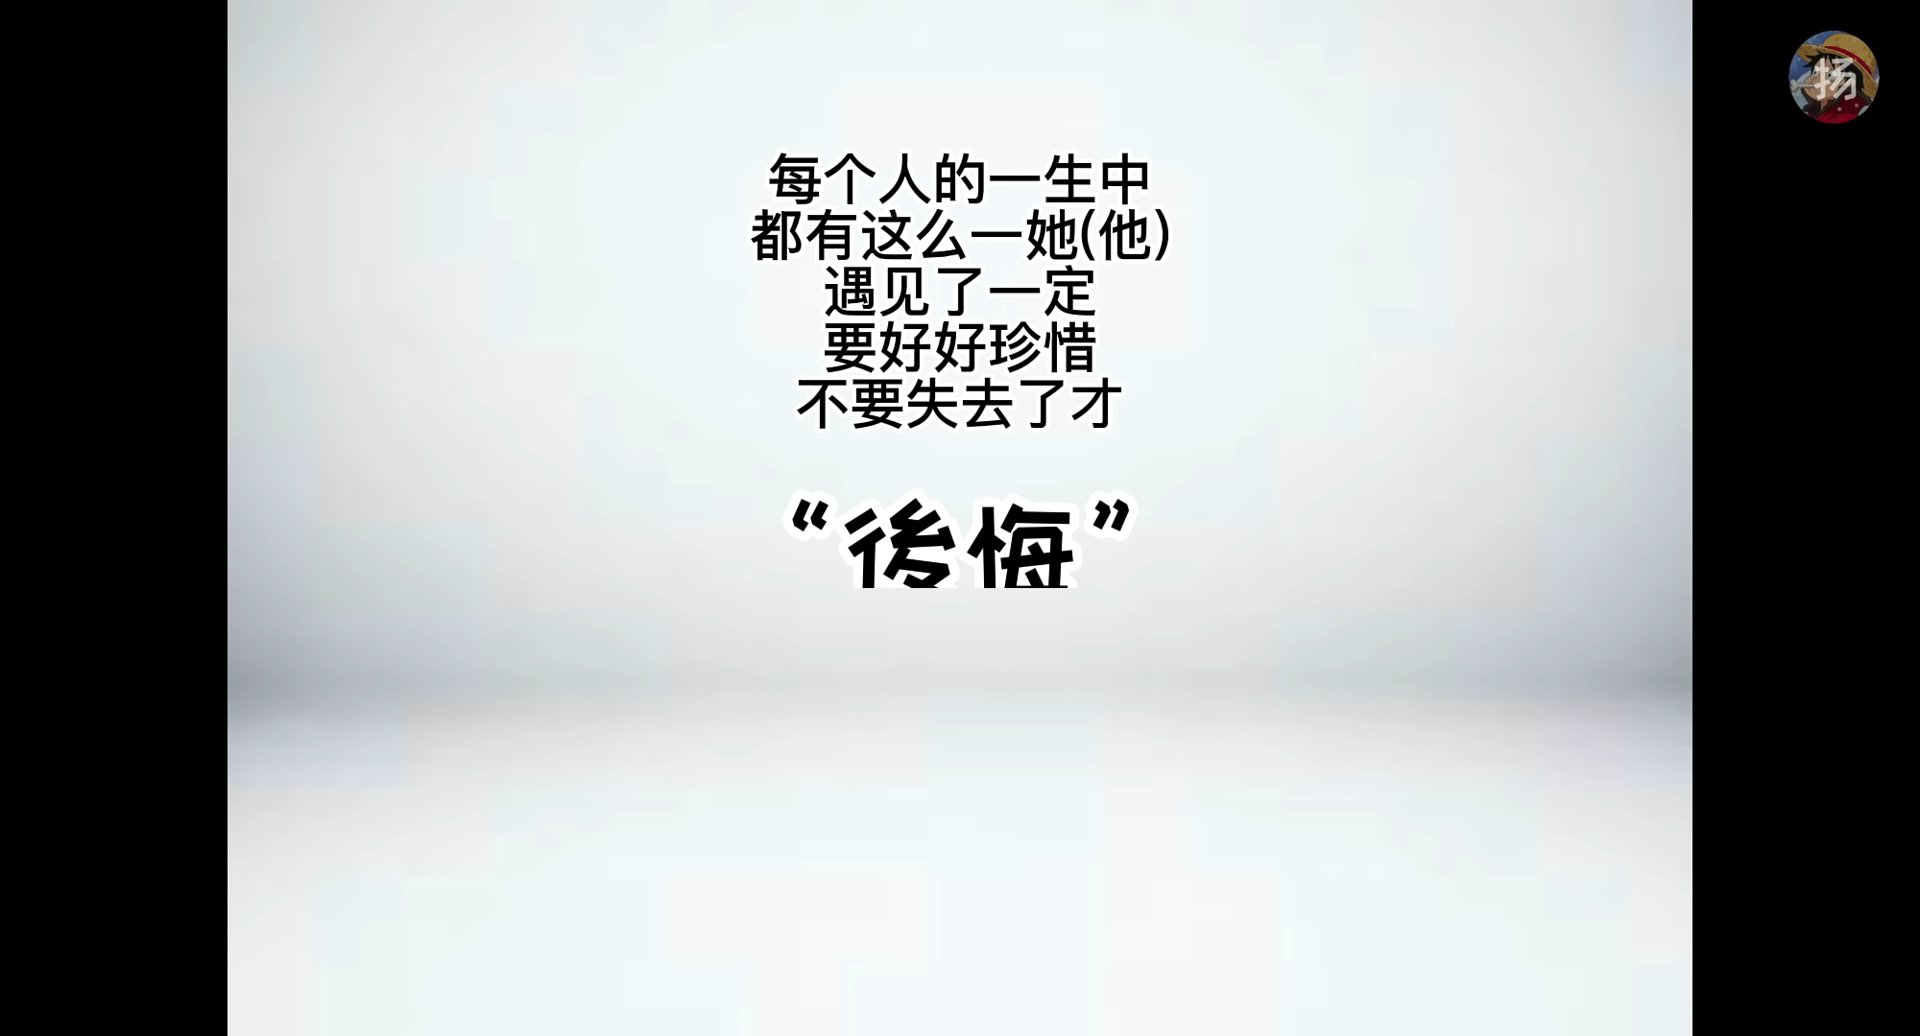 扬
每个人的一生中
都有这么一她(他)
遇见了一定
要好好珍惜
不要失去了才
“後悔”